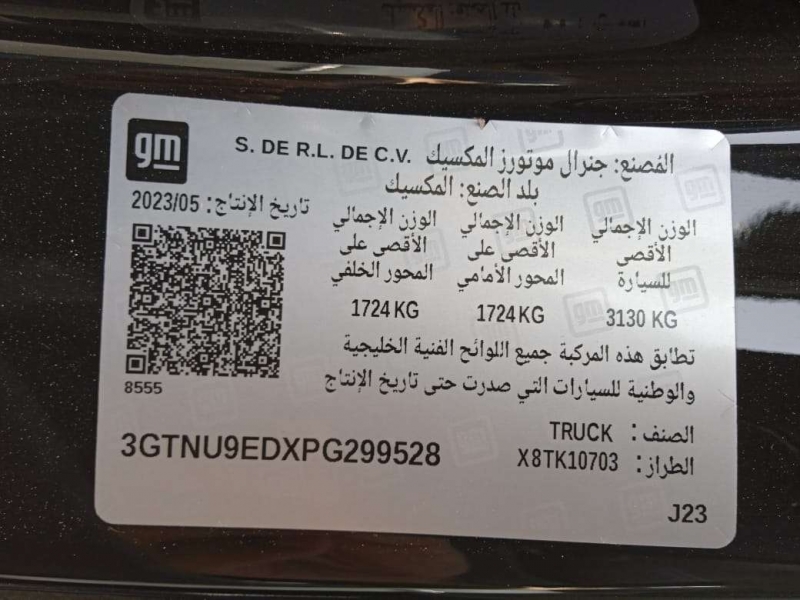 gm
المُصنع: جنرال موتورز المكسيك S. DE R.L. DE C.V.
بلد الصنع: المكسيك
تاريخ الإنتاج: 2023/05
الوزن الإجمالي الأقصى للسيارة
3130 KG
الوزن الإجمالي الأقصى على المحور الأمامي
1724 KG
الوزن الإجمالي الأقصى على المحور الخلفي
1724 KG
تطابق هذه المركبة جميع اللوائح الفنية الخليجية
والوطنية للسيارات التي صدرت حتى تاريخ الإنتاج
8555
الصنف: TRUCK
3GTNU9EDXPG299528
الطراز: X8TK10703
J23